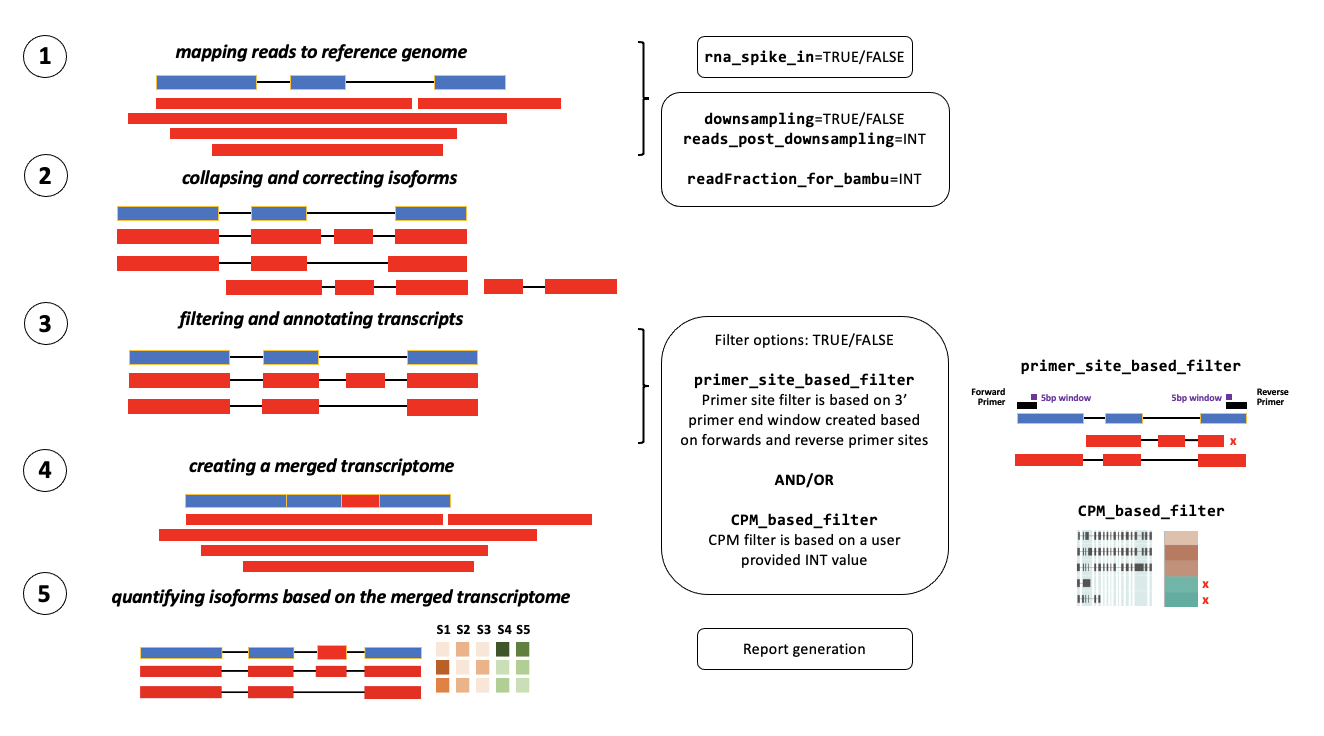 1
mapping reads to reference genome
2
collapsing and correcting isoforms
3
filtering and annotating transcripts
4
creating a merged transcriptome
5
quantifying isoforms based on the merged transcriptome
S1 S2 S3 S4 S5
rna_spike_in=TRUE/FALSE
downsampling=TRUE/FALSE
reads_post_downsampling=INT
readFraction_for_bambu=INT
Filter options: TRUE/FALSE
primer_site_based_filter
Primer site filter is based on 3’
primer end window created based
on forwards and reverse primer sites
AND/OR
CPM_based_filter
CPM filter is based on a user
provided INT value
Report generation
primer_site_based_filter
Forward
Primer
5bp window
5bp window
Reverse
Primer
x
CPM_based_filter
x
x